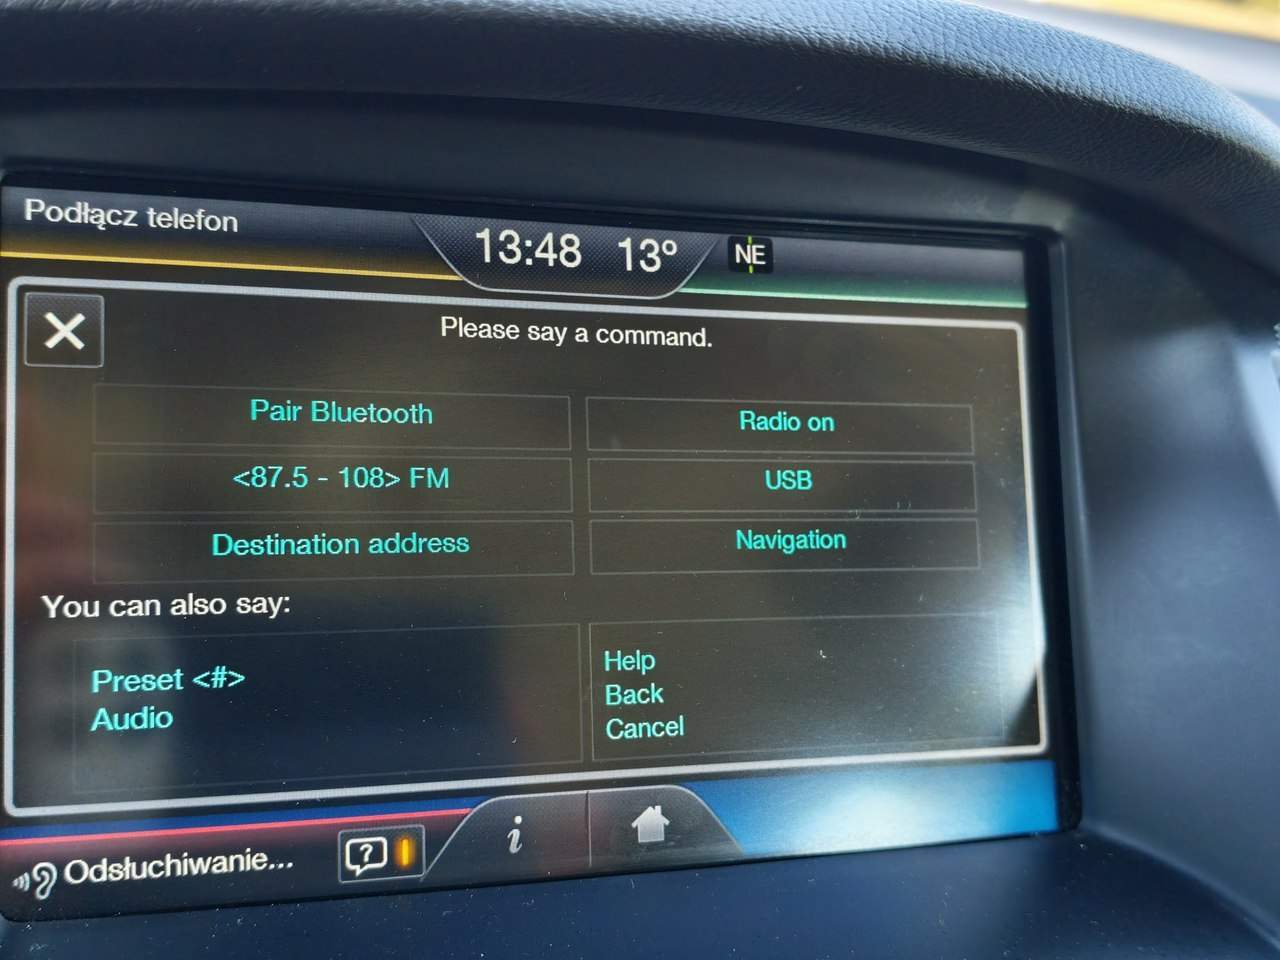 Podłącz telefon
13:48 13° NE
Please say a command.
Pair Bluetooth
Radio on
<87.5 - 108> FM
USB
Destination address
Navigation
You can also say:
Preset <#>
Audio
Help
Back
Cancel
Odsłuchiwanie...
?
i